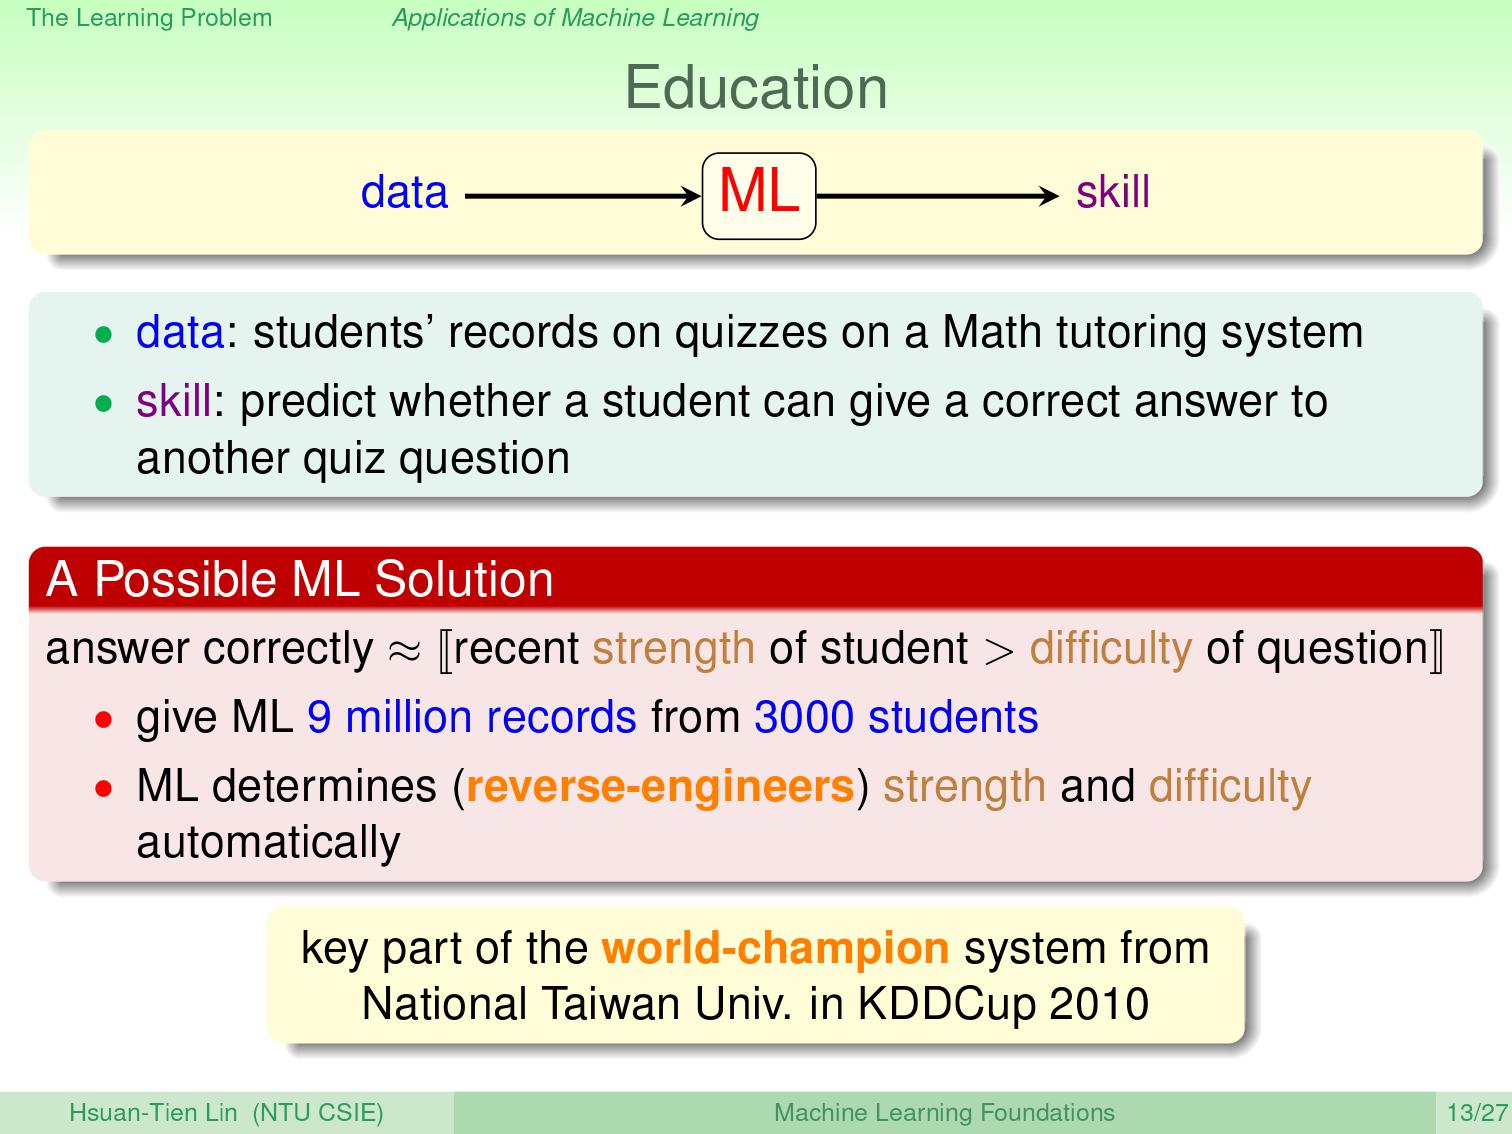 The Learning Problem Applications of Machine Learning
Education
data ML skill
• data: students’ records on quizzes on a Math tutoring system
• skill: predict whether a student can give a correct answer to
another quiz question
A Possible ML Solution
answer correctly ≈ ⟦recent strength of student > difficulty of question⟧
• give ML 9 million records from 3000 students
• ML determines (reverse-engineers) strength and difficulty
automatically
key part of the world-champion system from
National Taiwan Univ. in KDDCup 2010
Hsuan-Tien Lin (NTU CSIE) Machine Learning Foundations 13/27